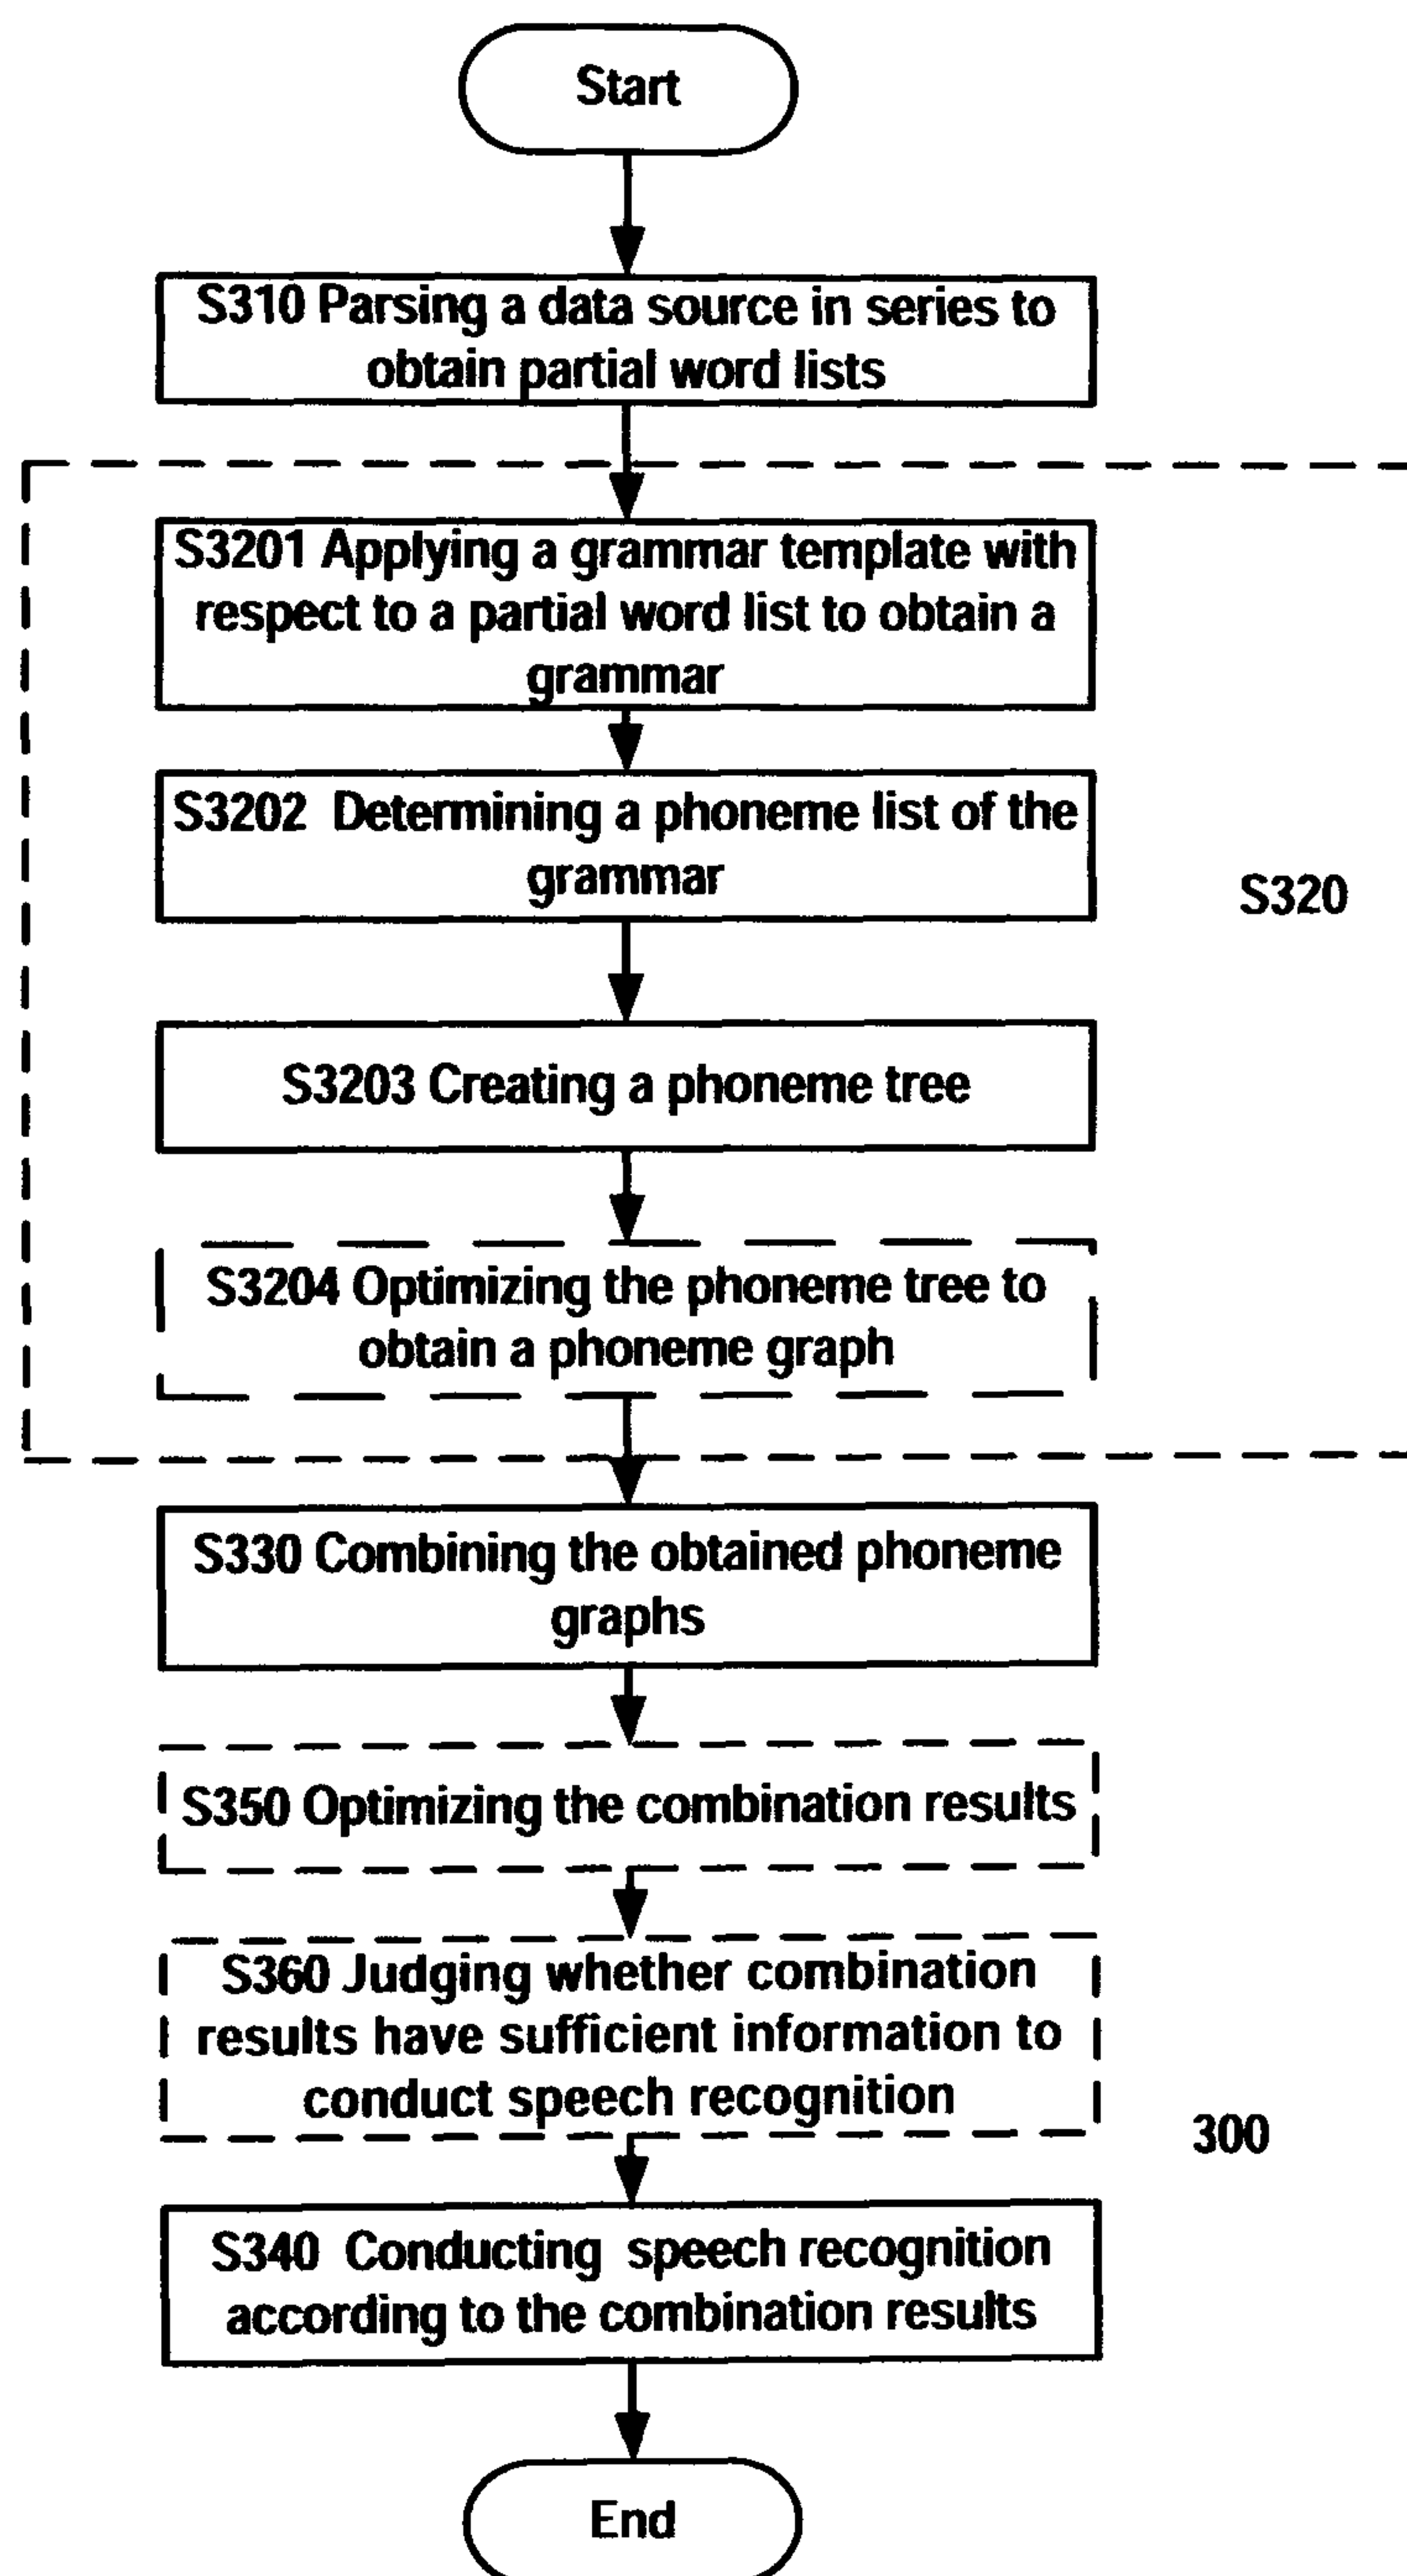 Start
S310 Parsing a data source in series to
obtain partial word lists
S3201 Applying a grammar template with
respect to a partial word list to obtain a
grammar
S3202 Determining a phoneme list of the
grammar
S320
S3203 Creating a phoneme tree
S3204 Optimizing the phoneme tree to
obtain a phoneme graph
S330 Combining the obtained phoneme
graphs
S350 Optimizing the combination results
S360 Judging whether combination
results have sufficient information to
conduct speech recognition
300
S340 Conducting speech recognition
according to the combination results
End